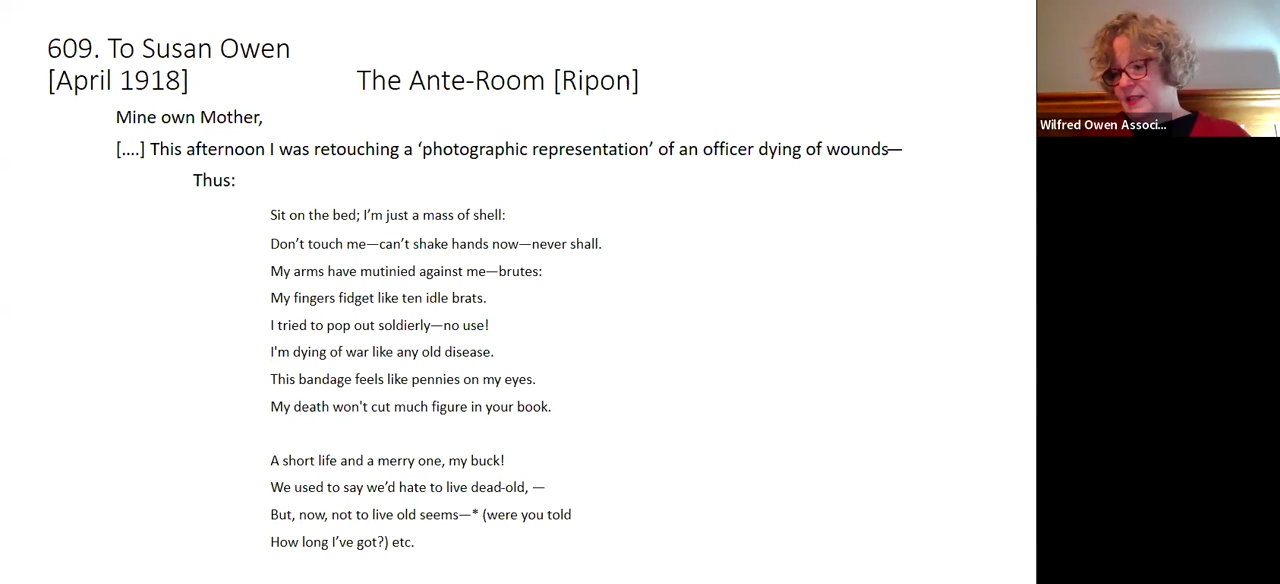 609. To Susan Owen
[April 1918] The Ante-Room [Ripon]
Mine own Mother,
[....] This afternoon I was retouching a ‘photographic representation’ of an officer dying of wounds—
Thus:
Sit on the bed; I’m just a mass of shell:
Don’t touch me—can’t shake hands now—never shall.
My arms have mutinied against me—brutes:
My fingers fidget like ten idle brats.
I tried to pop out soldierly—no use!
I'm dying of war like any old disease.
This bandage feels like pennies on my eyes.
My death won't cut much figure in your book.
A short life and a merry one, my buck!
We used to say we’d hate to live dead-old, —
But, now, not to live old seems—* (were you told
How long I’ve got?) etc.
Wilfred Owen Associ...